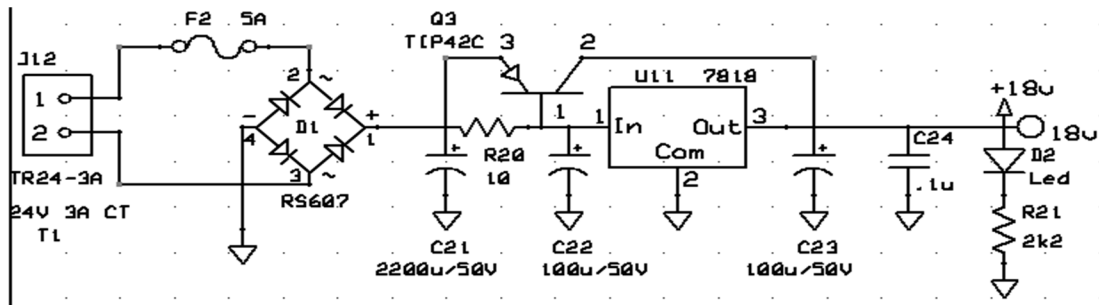 F2 5A
Q3
TIP42C
3
2
J12
1
2
TR24-3A
24V 3A CT
T1
2
~
-
4
D1
+
1
3
~
RS607
R20
10
1
U11 7818
1
In
Out
3
Com
2
+
C21
2200u/50V
+
C22
100u/50V
+
C23
100u/50V
C24
.1u
+18v
18v
D2
Led
R21
2k2